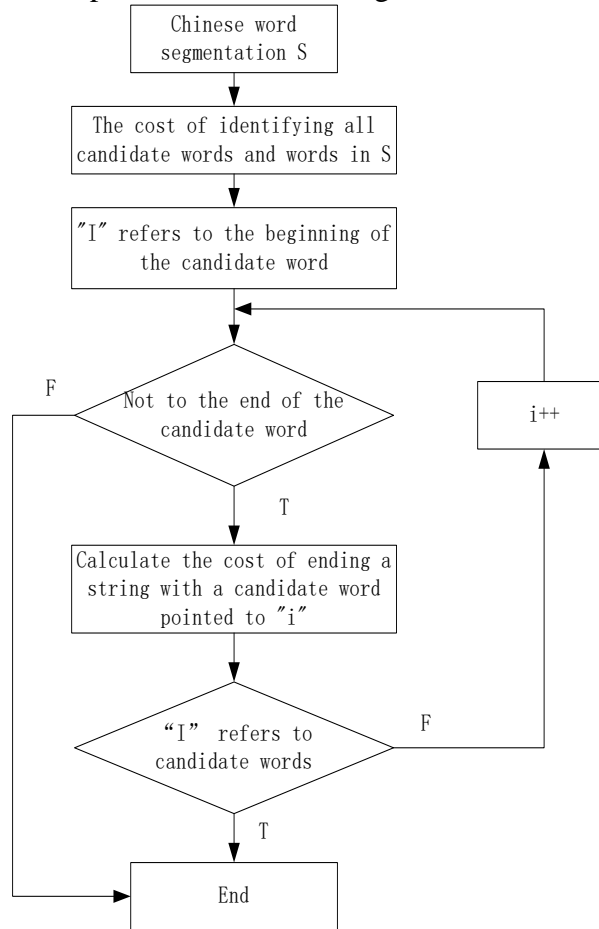 Chinese word
segmentation S
The cost of identifying all
candidate words and words in S
"I" refers to the beginning of
the candidate word
F
Not to the end of the
candidate word
i++
T
Calculate the cost of ending a
string with a candidate word
pointed to "i"
“I” refers to
candidate words
F
T
End